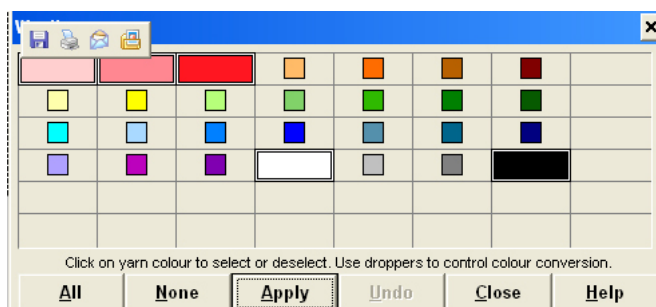 Click on yarn colour to select or deselect. Use droppers to control colour conversion.
All None Apply Undo Close Help